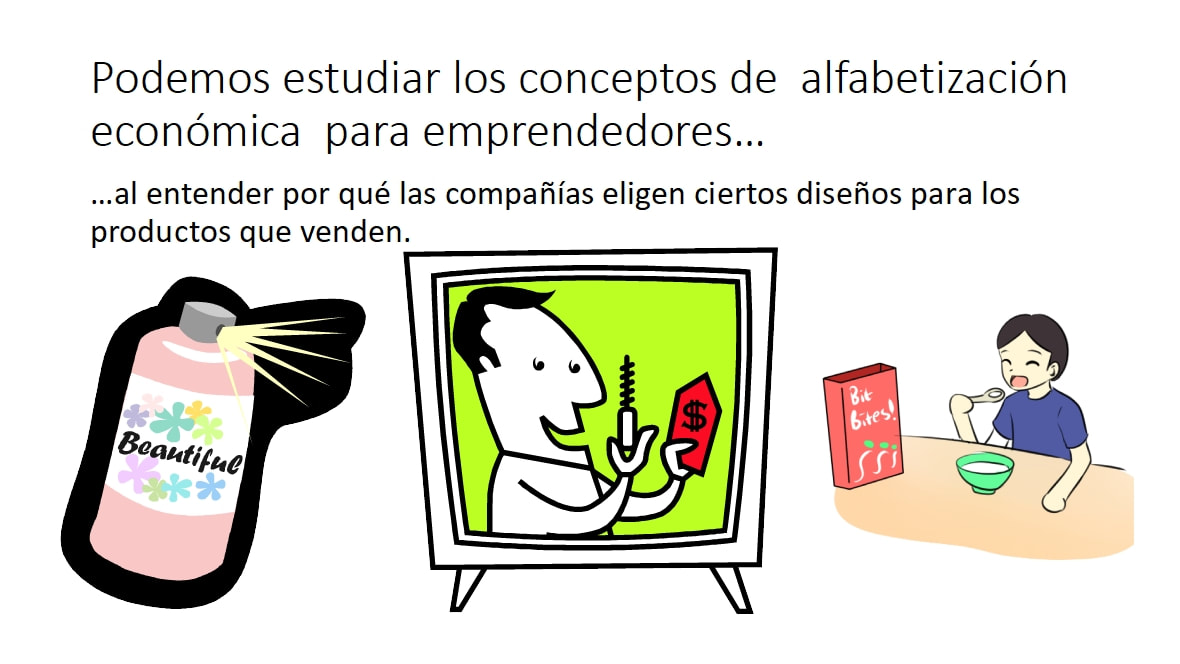 Podemos estudiar los conceptos de  alfabetización
económica  para emprendedores…
…al entender por qué las compañías eligen ciertos diseños para los
productos que venden.
Beautiful
$
Bit
Bites!